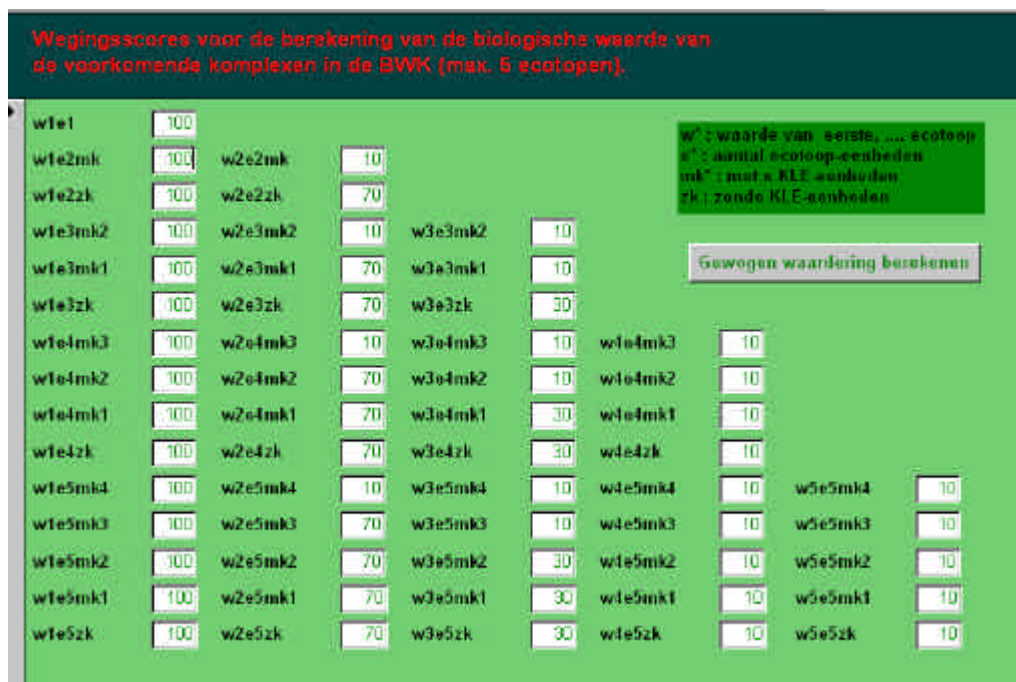 Wegingsscores voor de berekening van de biologische waarde van
de voorkomende komplexen in de BWK (max. 5 ecotopen).
w1e1 100
w* : waarde van eerste, .... ecotoop
e* : aantal ecotoop-eenheden
mk* : met x KLE-eenheden
zk : zonde KLE-eenheden
w1e2mk 100 w2e2mk 10
w1e2zk 100 w2e2zk 70
w1e3mk2 100 w2e3mk2 10 w3e3mk2 10
Gewogen waardering berekenen
w1e3mk1 100 w2e3mk1 70 w3e3mk1 10
w1e3zk 100 w2e3zk 70 w3e3zk 30
w1e4mk3 100 w2e4mk3 10 w3e4mk3 10 w4e4mk3 10
w1e4mk2 100 w2e4mk2 70 w3e4mk2 10 w4e4mk2 10
w1e4mk1 100 w2e4mk1 70 w3e4mk1 30 w4e4mk1 10
w1e4zk 100 w2e4zk 70 w3e4zk 30 w4e4zk 10
w1e5mk4 100 w2e5mk4 10 w3e5mk4 10 w4e5mk4 10 w5e5mk4 10
w1e5mk3 100 w2e5mk3 70 w3e5mk3 10 w4e5mk3 10 w5e5mk3 10
w1e5mk2 100 w2e5mk2 70 w3e5mk2 30 w4e5mk2 10 w5e5mk2 10
w1e5mk1 100 w2e5mk1 70 w3e5mk1 30 w4e5mk1 10 w5e5mk1 10
w1e5zk 100 w2e5zk 70 w3e5zk 30 w4e5zk 10 w5e5zk 10